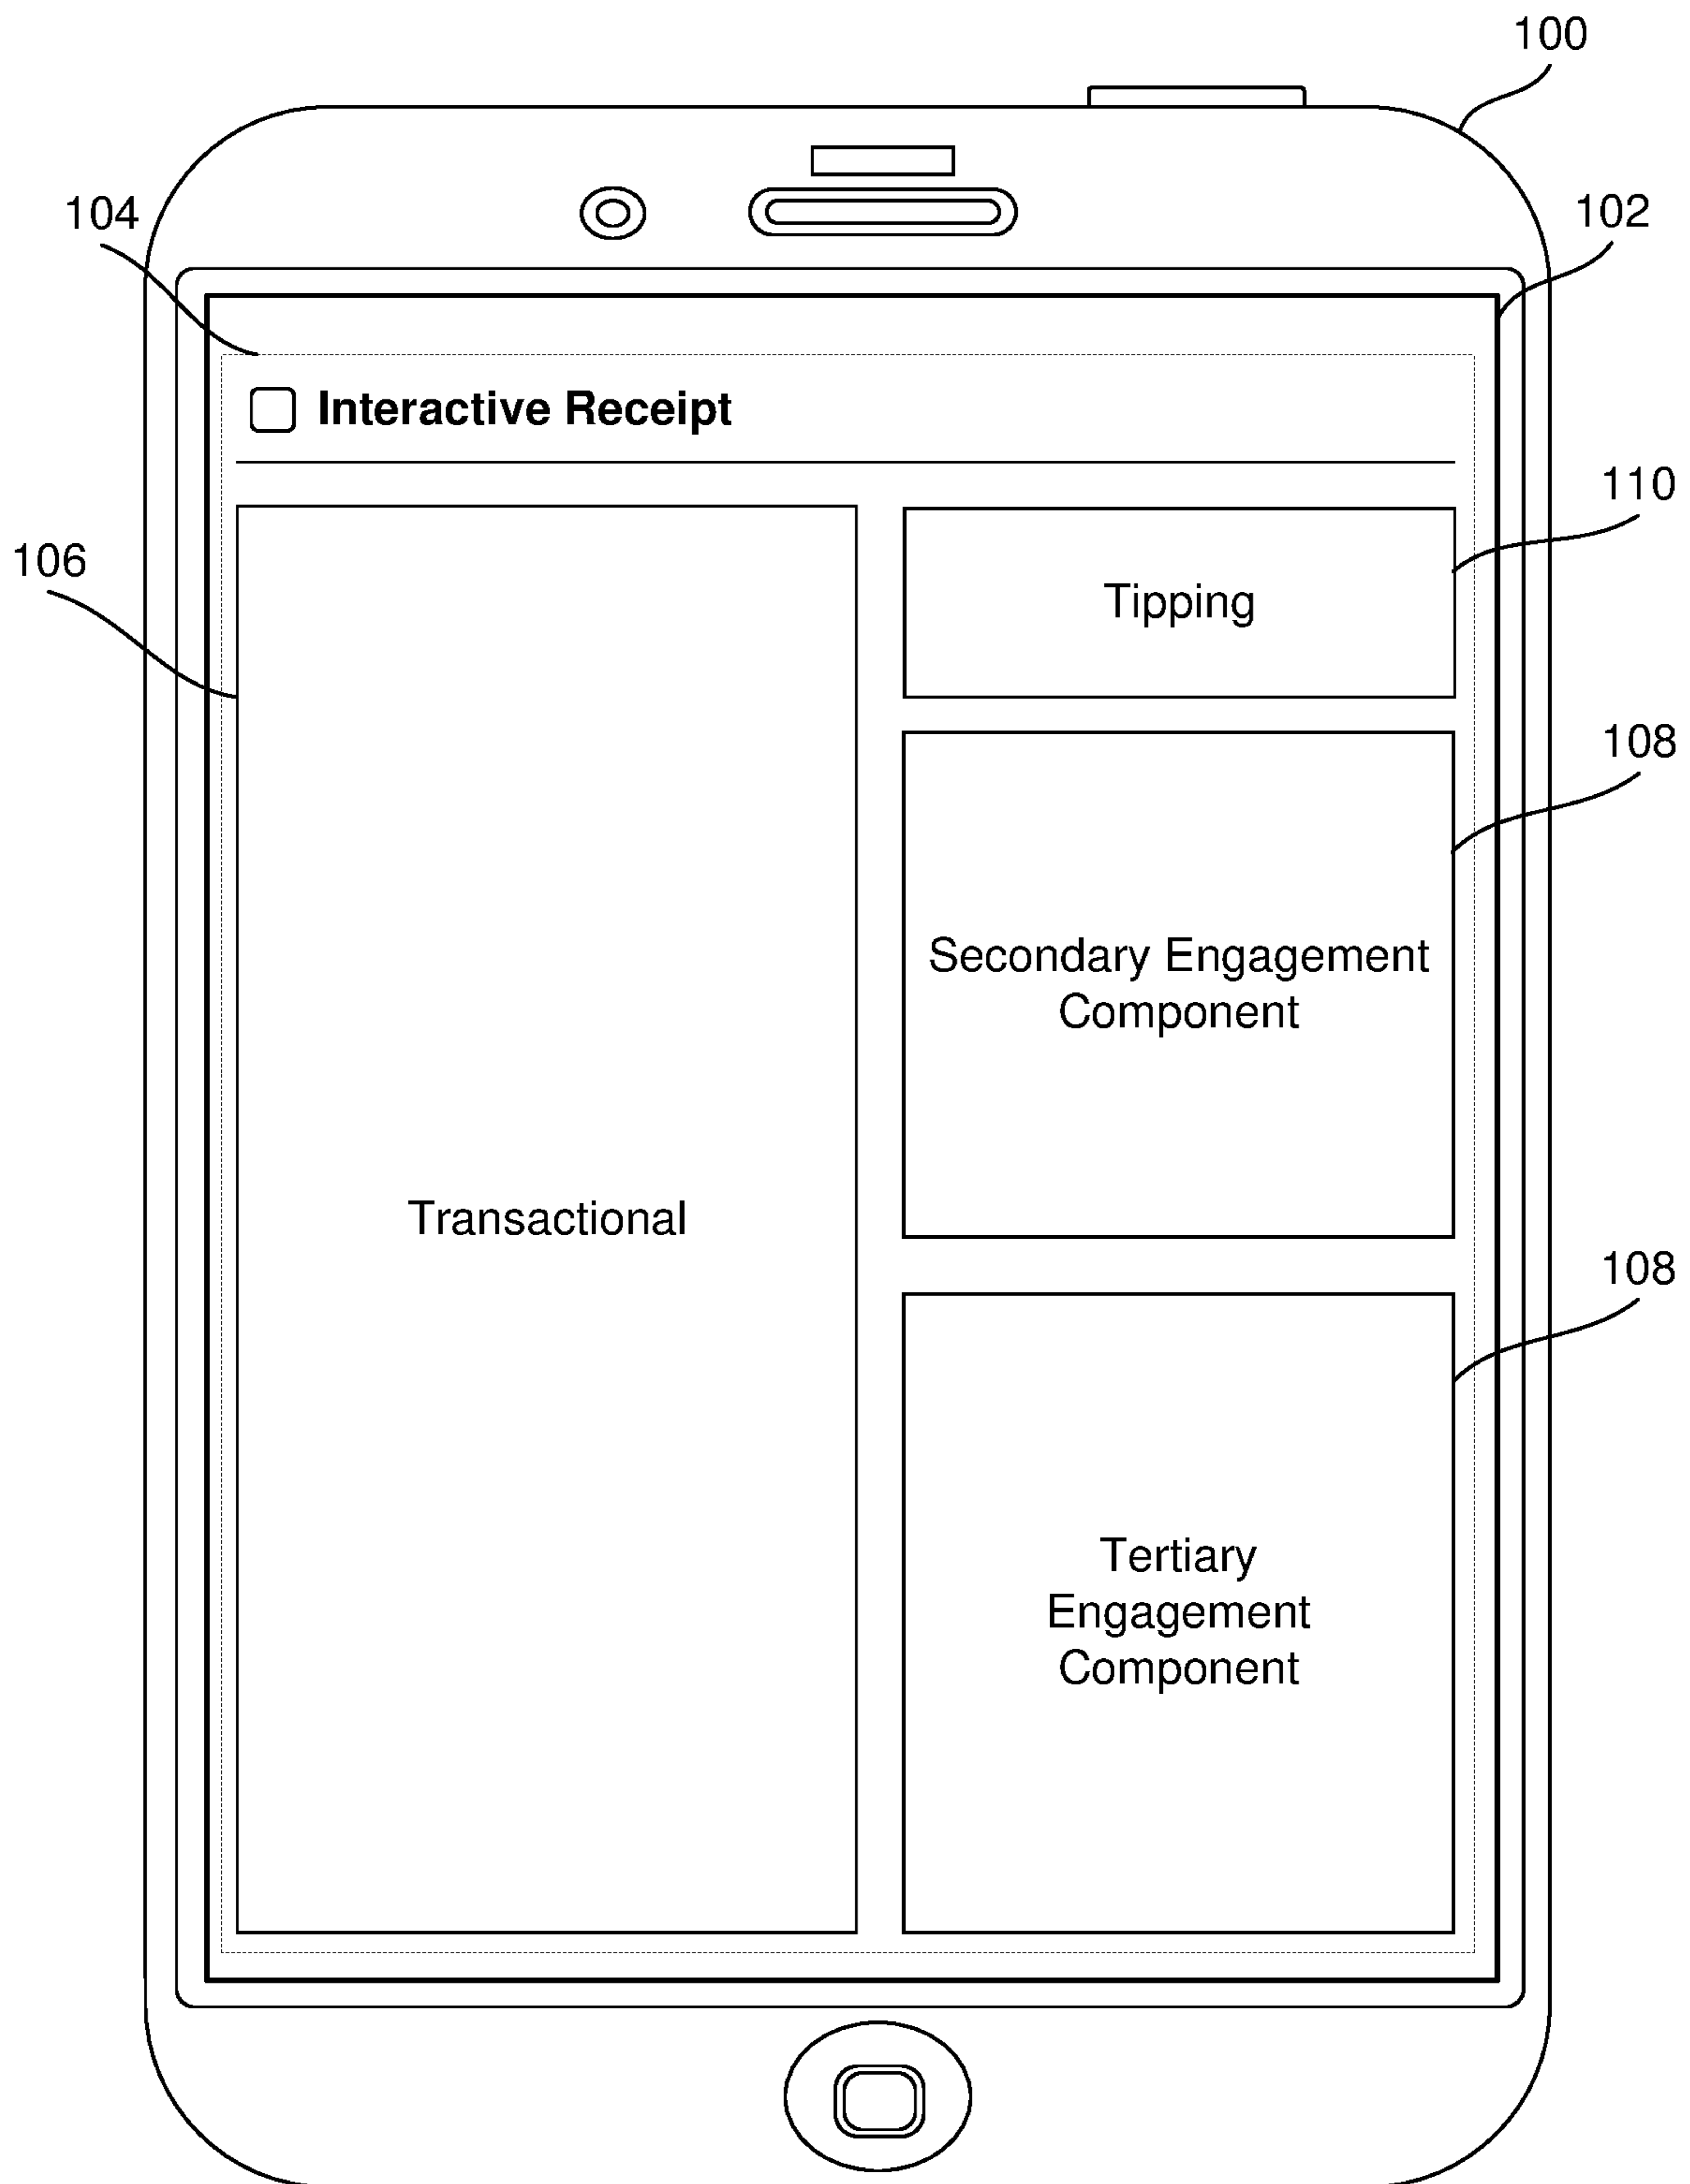 100
102
104
Interactive Receipt
110
106
Tipping
108
Secondary Engagement
Component
Transactional
108
Tertiary
Engagement
Component